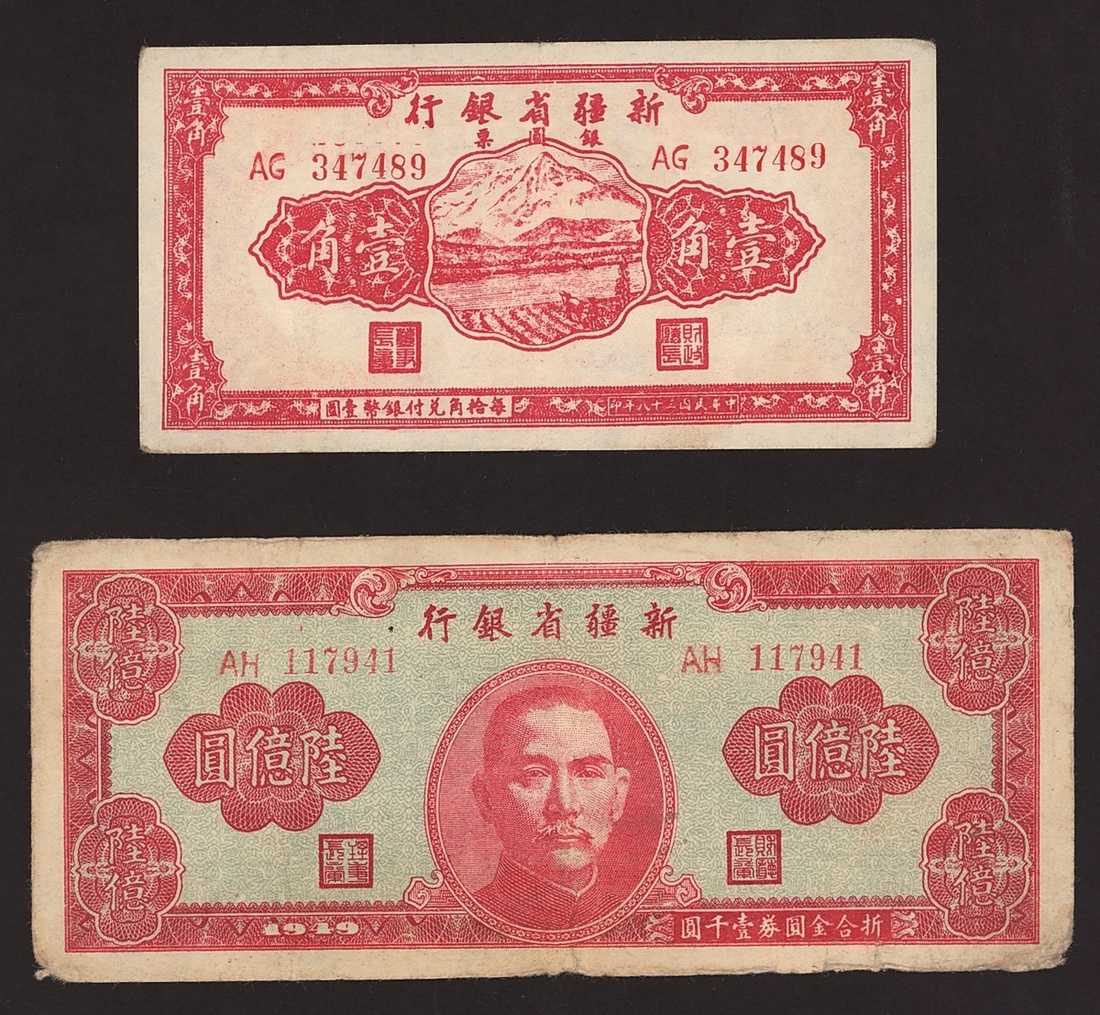 新疆省銀行
銀圓票
AG 347489
AG 347489
壹角
壹角
壹角
壹角
壹角
壹角
中華民國三十八年印
每拾角兌付銀幣壹圓
新疆省銀行
AH 117941
AH 117941
陸億
陸億
陸億圓
陸億圓
陸億
陸億
1949
折合金圓券壹千圓